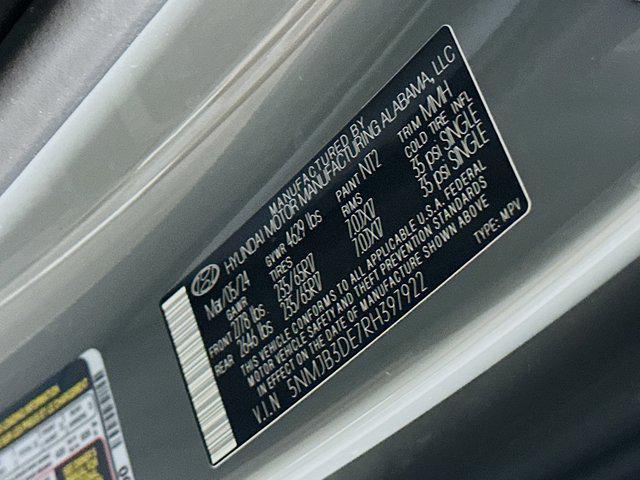 MANUFACTURED BY
HYUNDAI MOTOR MANUFACTURING ALABAMA, LLC
Mar/05/24 GVWR 4629 lbs PAINT NT2 TRIM MMH
GAWR TIRES RIMS COLD TIRE INFL
FRONT 2778 lbs. 235/65R17 7.0JX17 35 psi SINGLE
REAR 2646 lbs 235/65R17 7.0JX17 35 psi SINGLE
THIS VEHICLE CONFORMS TO ALL APPLICABLE U.S.A. FEDERAL
MOTOR VEHICLE SAFETY AND THEFT PREVENTION STANDARDS
IN EFFECT ON THE DATE OF MANUFACTURE SHOWN ABOVE
V.I.N 5NMJB3DE7RH397922 TYPE: MPV